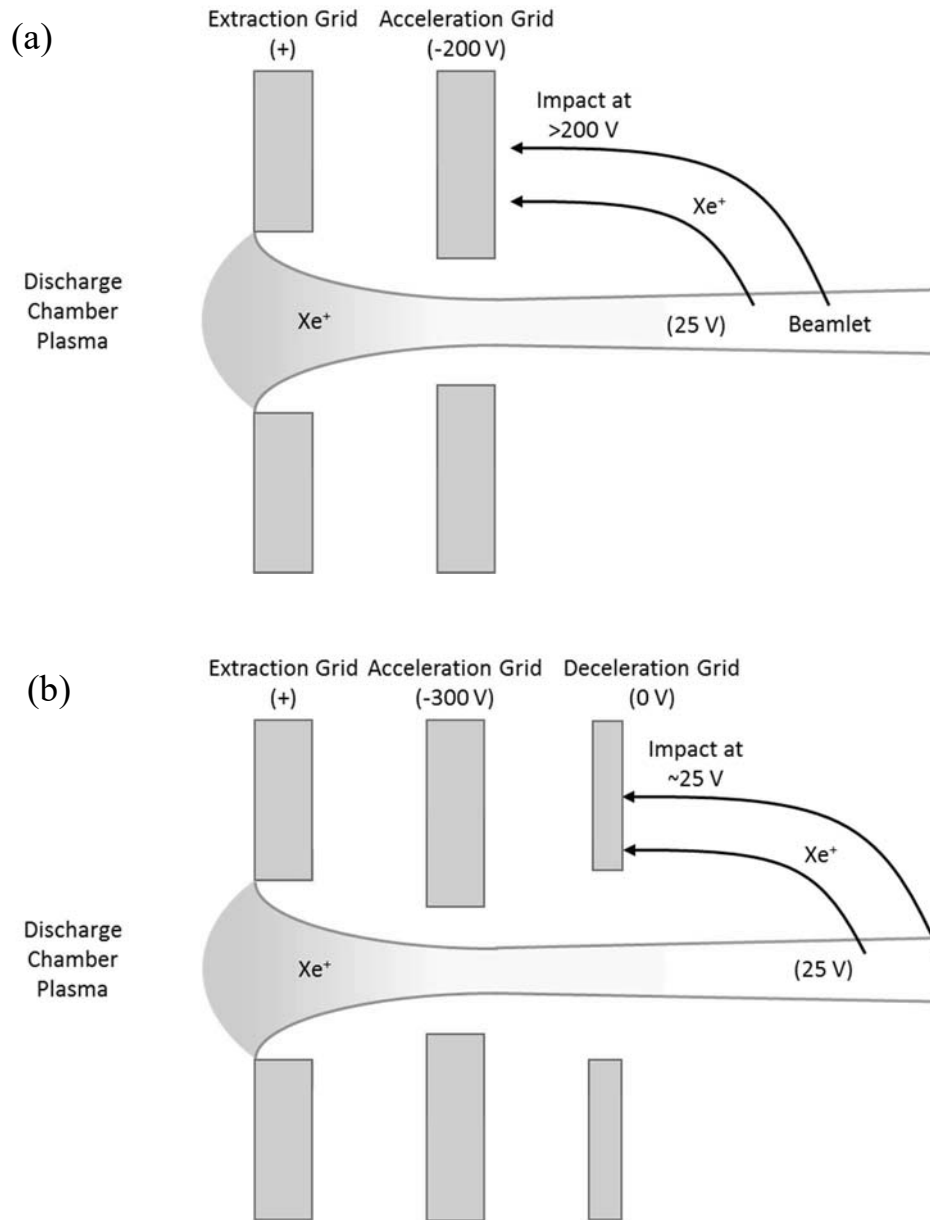 (a)
Extraction Grid
(+)
Acceleration Grid
(-200 V)
Impact at
>200 V
Xe⁺
Discharge
Chamber
Plasma
Xe⁺
(25 V)
Beamlet
(b)
Extraction Grid
(+)
Acceleration Grid
(-300 V)
Deceleration Grid
(0 V)
Impact at
~25 V
Xe⁺
Discharge
Chamber
Plasma
Xe⁺
(25 V)